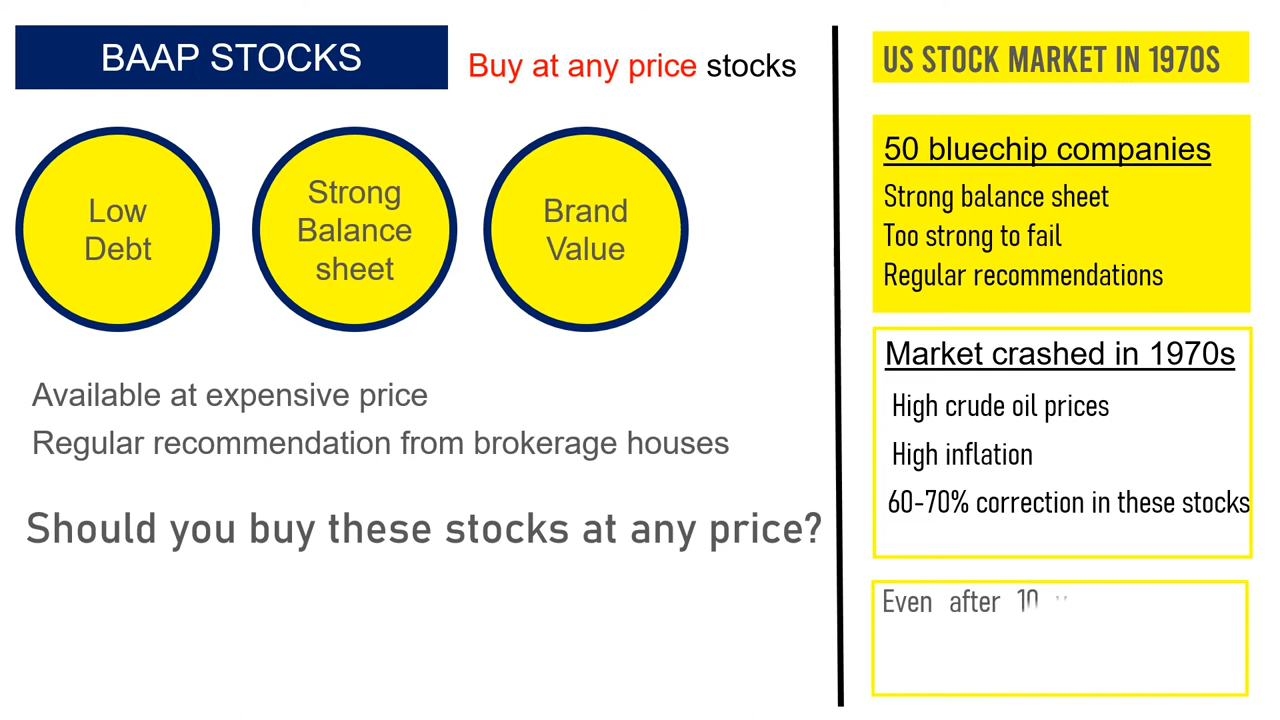 BAAP STOCKS
Buy at any price stocks
Low
Debt
Strong
Balance
sheet
Brand
Value
Available at expensive price
Regular recommendation from brokerage houses
Should you buy these stocks at any price?
US STOCK MARKET IN 1970S
50 bluechip companies
Strong balance sheet
Too strong to fail
Regular recommendations
Market crashed in 1970s
High crude oil prices
High inflation
60-70% correction in these stocks
Even after 10